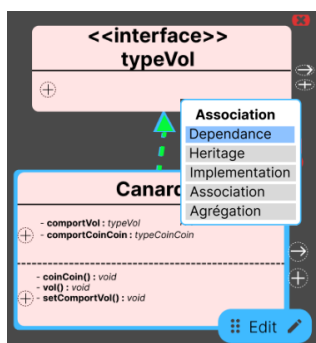 <<interface>>
typeVol
Association
Dependance
Heritage
Implementation
Association
Agrégation
Canard
- comportVol : typeVol
- comportCoinCoin : typeCoinCoin
- coinCoin() : void
- vol() : void
- setComportVol() : void
Edit